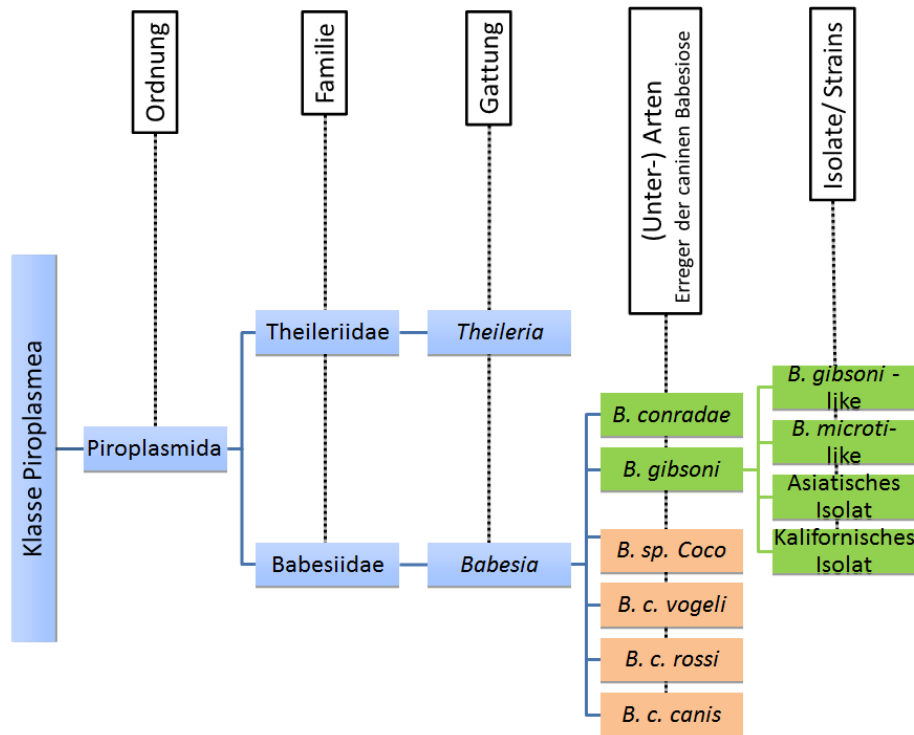 Ordnung
Familie
Gattung
(Unter-) Arten
Erreger der caninen Babesiose
Isolate/ Strains
Klasse Piroplasmea
Piroplasmida
Theileriidae
Theileria
Babesiidae
Babesia
B. conradae
B. gibsoni
B. sp. Coco
B. c. vogeli
B. c. rossi
B. c. canis
B. gibsoni -
like
B. microti-
like
Asiatisches
Isolat
Kalifornisches
Isolat